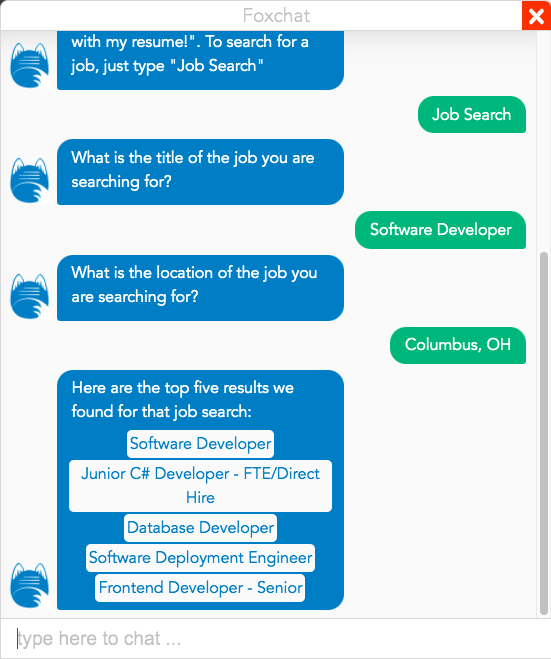 Foxchat
with my resume!". To search for a
job, just type "Job Search"
Job Search
What is the title of the job you are
searching for?
Software Developer
What is the location of the job you
are searching for?
Columbus, OH
Here are the top five results we
found for that job search:
Software Developer
Junior C# Developer - FTE/Direct
Hire
Database Developer
Software Deployment Engineer
Frontend Developer - Senior
type here to chat ...